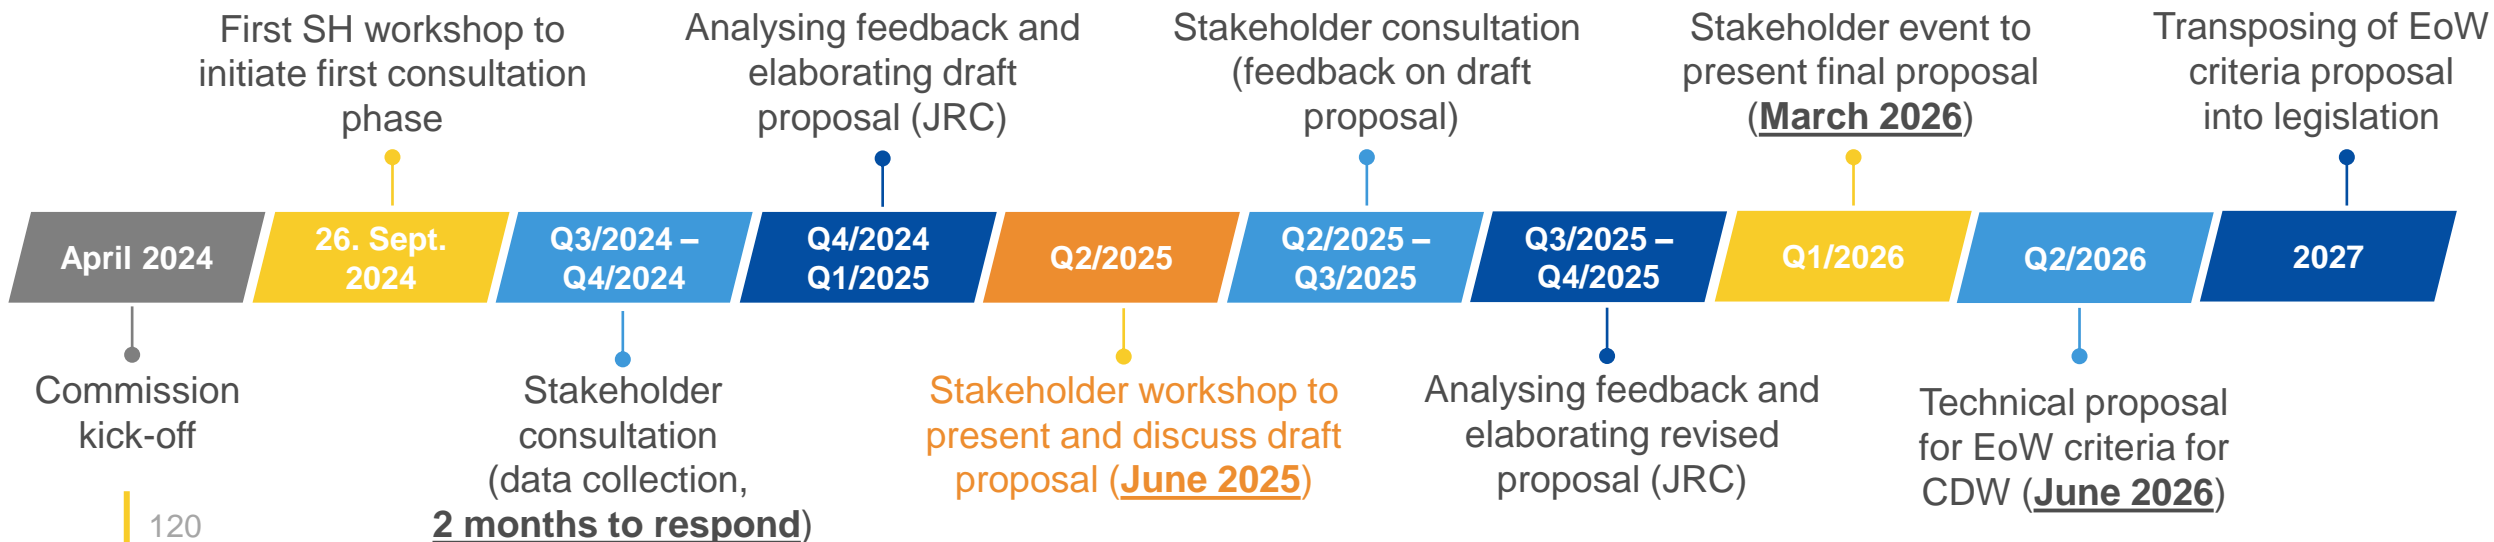 First SH workshop to
initiate first consultation
phase
Analysing feedback and
elaborating draft
proposal (JRC)
Stakeholder consultation
(feedback on draft
proposal)
Stakeholder event to
present final proposal
(March 2026)
Transposing of EoW
criteria proposal
into legislation
April 2024
26. Sept.
2024
Q3/2024 –
Q4/2024
Q4/2024
Q1/2025
Q2/2025
Q2/2025 –
Q3/2025
Q3/2025 –
Q4/2025
Q1/2026
Q2/2026
2027
Commission
kick-off
Stakeholder
consultation
(data collection,
2 months to respond)
Stakeholder workshop to
present and discuss draft
proposal (June 2025)
Analysing feedback and
elaborating revised
proposal (JRC)
Technical proposal
for EoW criteria for
CDW (June 2026)
120